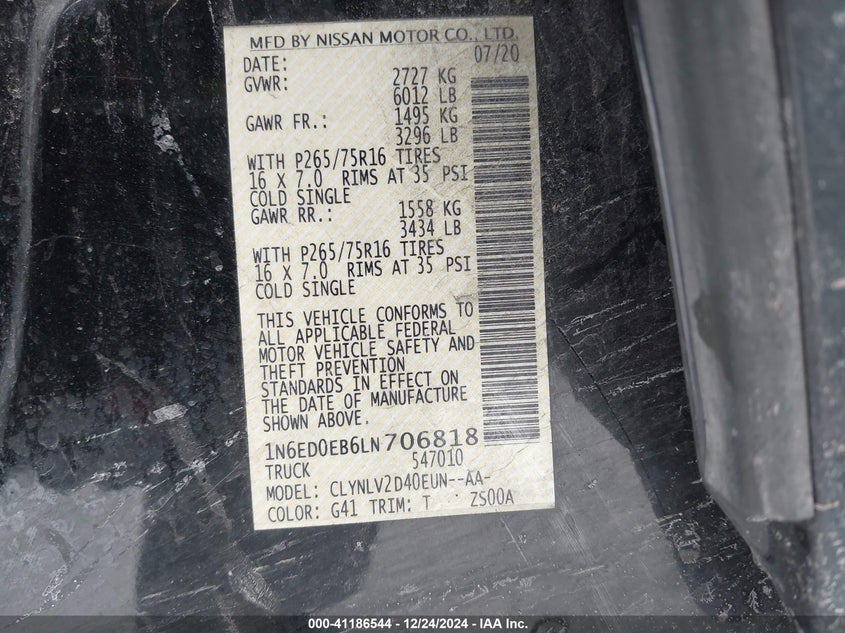 MFD BY NISSAN MOTOR CO., LTD.
DATE: 07/20
GVWR: 2727 KG
6012 LB
GAWR FR.: 1495 KG
3296 LB
WITH P265/75R16 TIRES
16 X 7.0 RIMS AT 35 PSI
COLD SINGLE
GAWR RR.: 1558 KG
3434 LB
WITH P265/75R16 TIRES
16 X 7.0 RIMS AT 35 PSI
COLD SINGLE
THIS VEHICLE CONFORMS TO
ALL APPLICABLE FEDERAL
MOTOR VEHICLE SAFETY AND
THEFT PREVENTION
STANDARDS IN EFFECT ON
THE DATE OF MANUFACTURE
SHOWN ABOVE.
1N6ED0EB6LN706818
TRUCK 547010
MODEL: CLYNLV2D40EUN--AA-
COLOR: G41 TRIM: T ZS00A
000-41186544 - 12/24/2024 - IAA Inc.